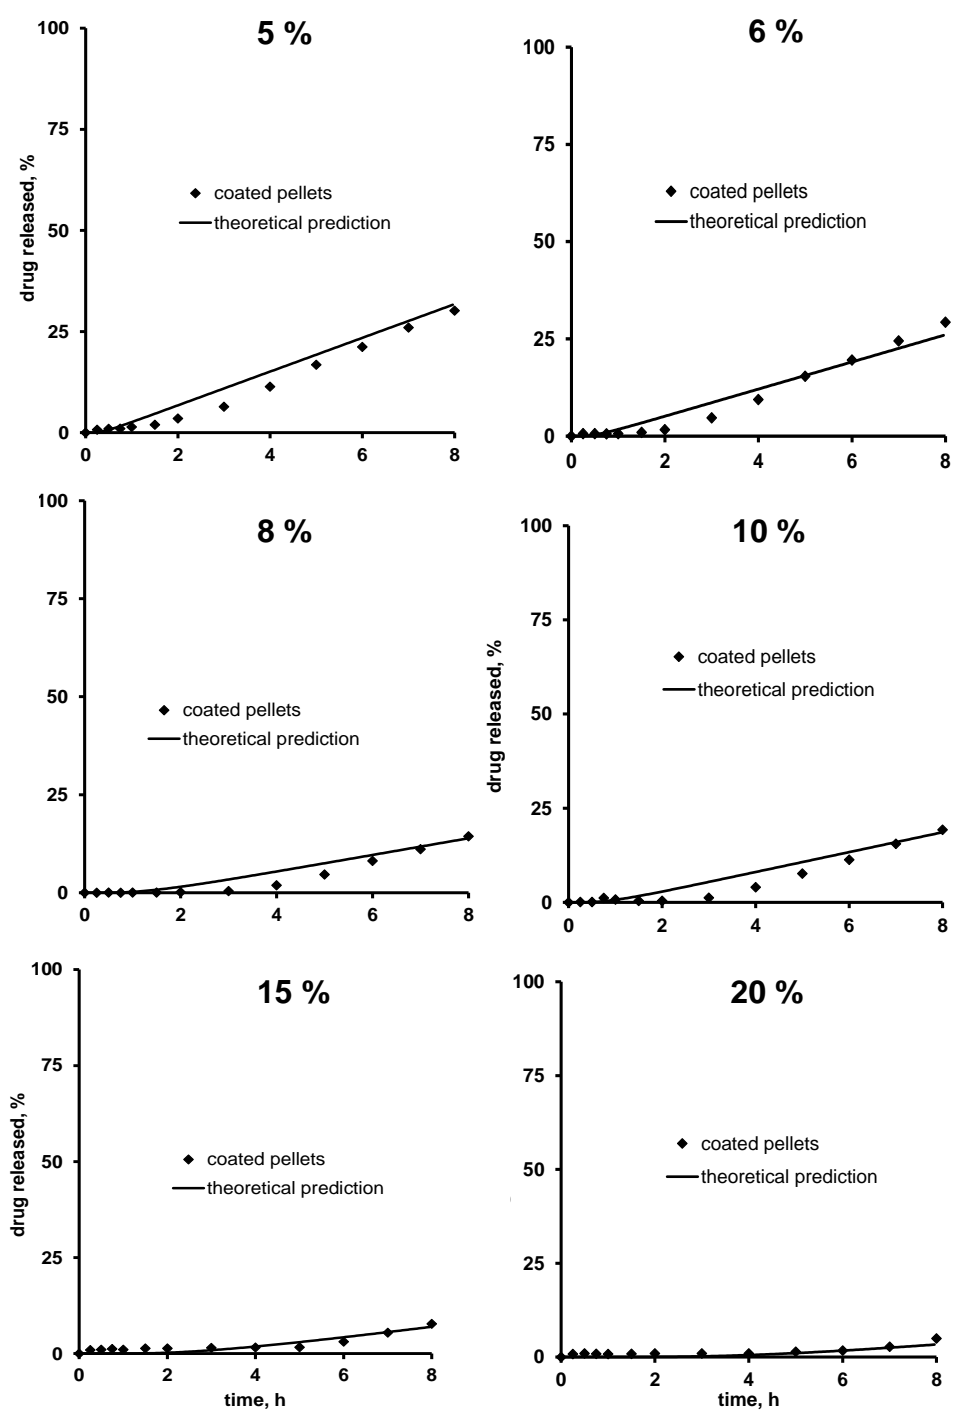 5 %
100
75
50
25
0
drug released, %
coated pellets
theoretical prediction
0 2 4 6 8
6 %
100
75
50
25
0
coated pellets
theoretical prediction
0 2 4 6 8
8 %
100
75
50
25
0
coated pellets
theoretical prediction
0 2 4 6 8
10 %
100
75
50
25
0
drug released, %
coated pellets
theoretical prediction
0 2 4 6 8
15 %
100
75
50
25
0
drug released, %
coated pellets
theoretical prediction
0 2 4 6 8
time, h
20 %
100
75
50
25
0
coated pellets
theoretical prediction
0 2 4 6 8
time, h